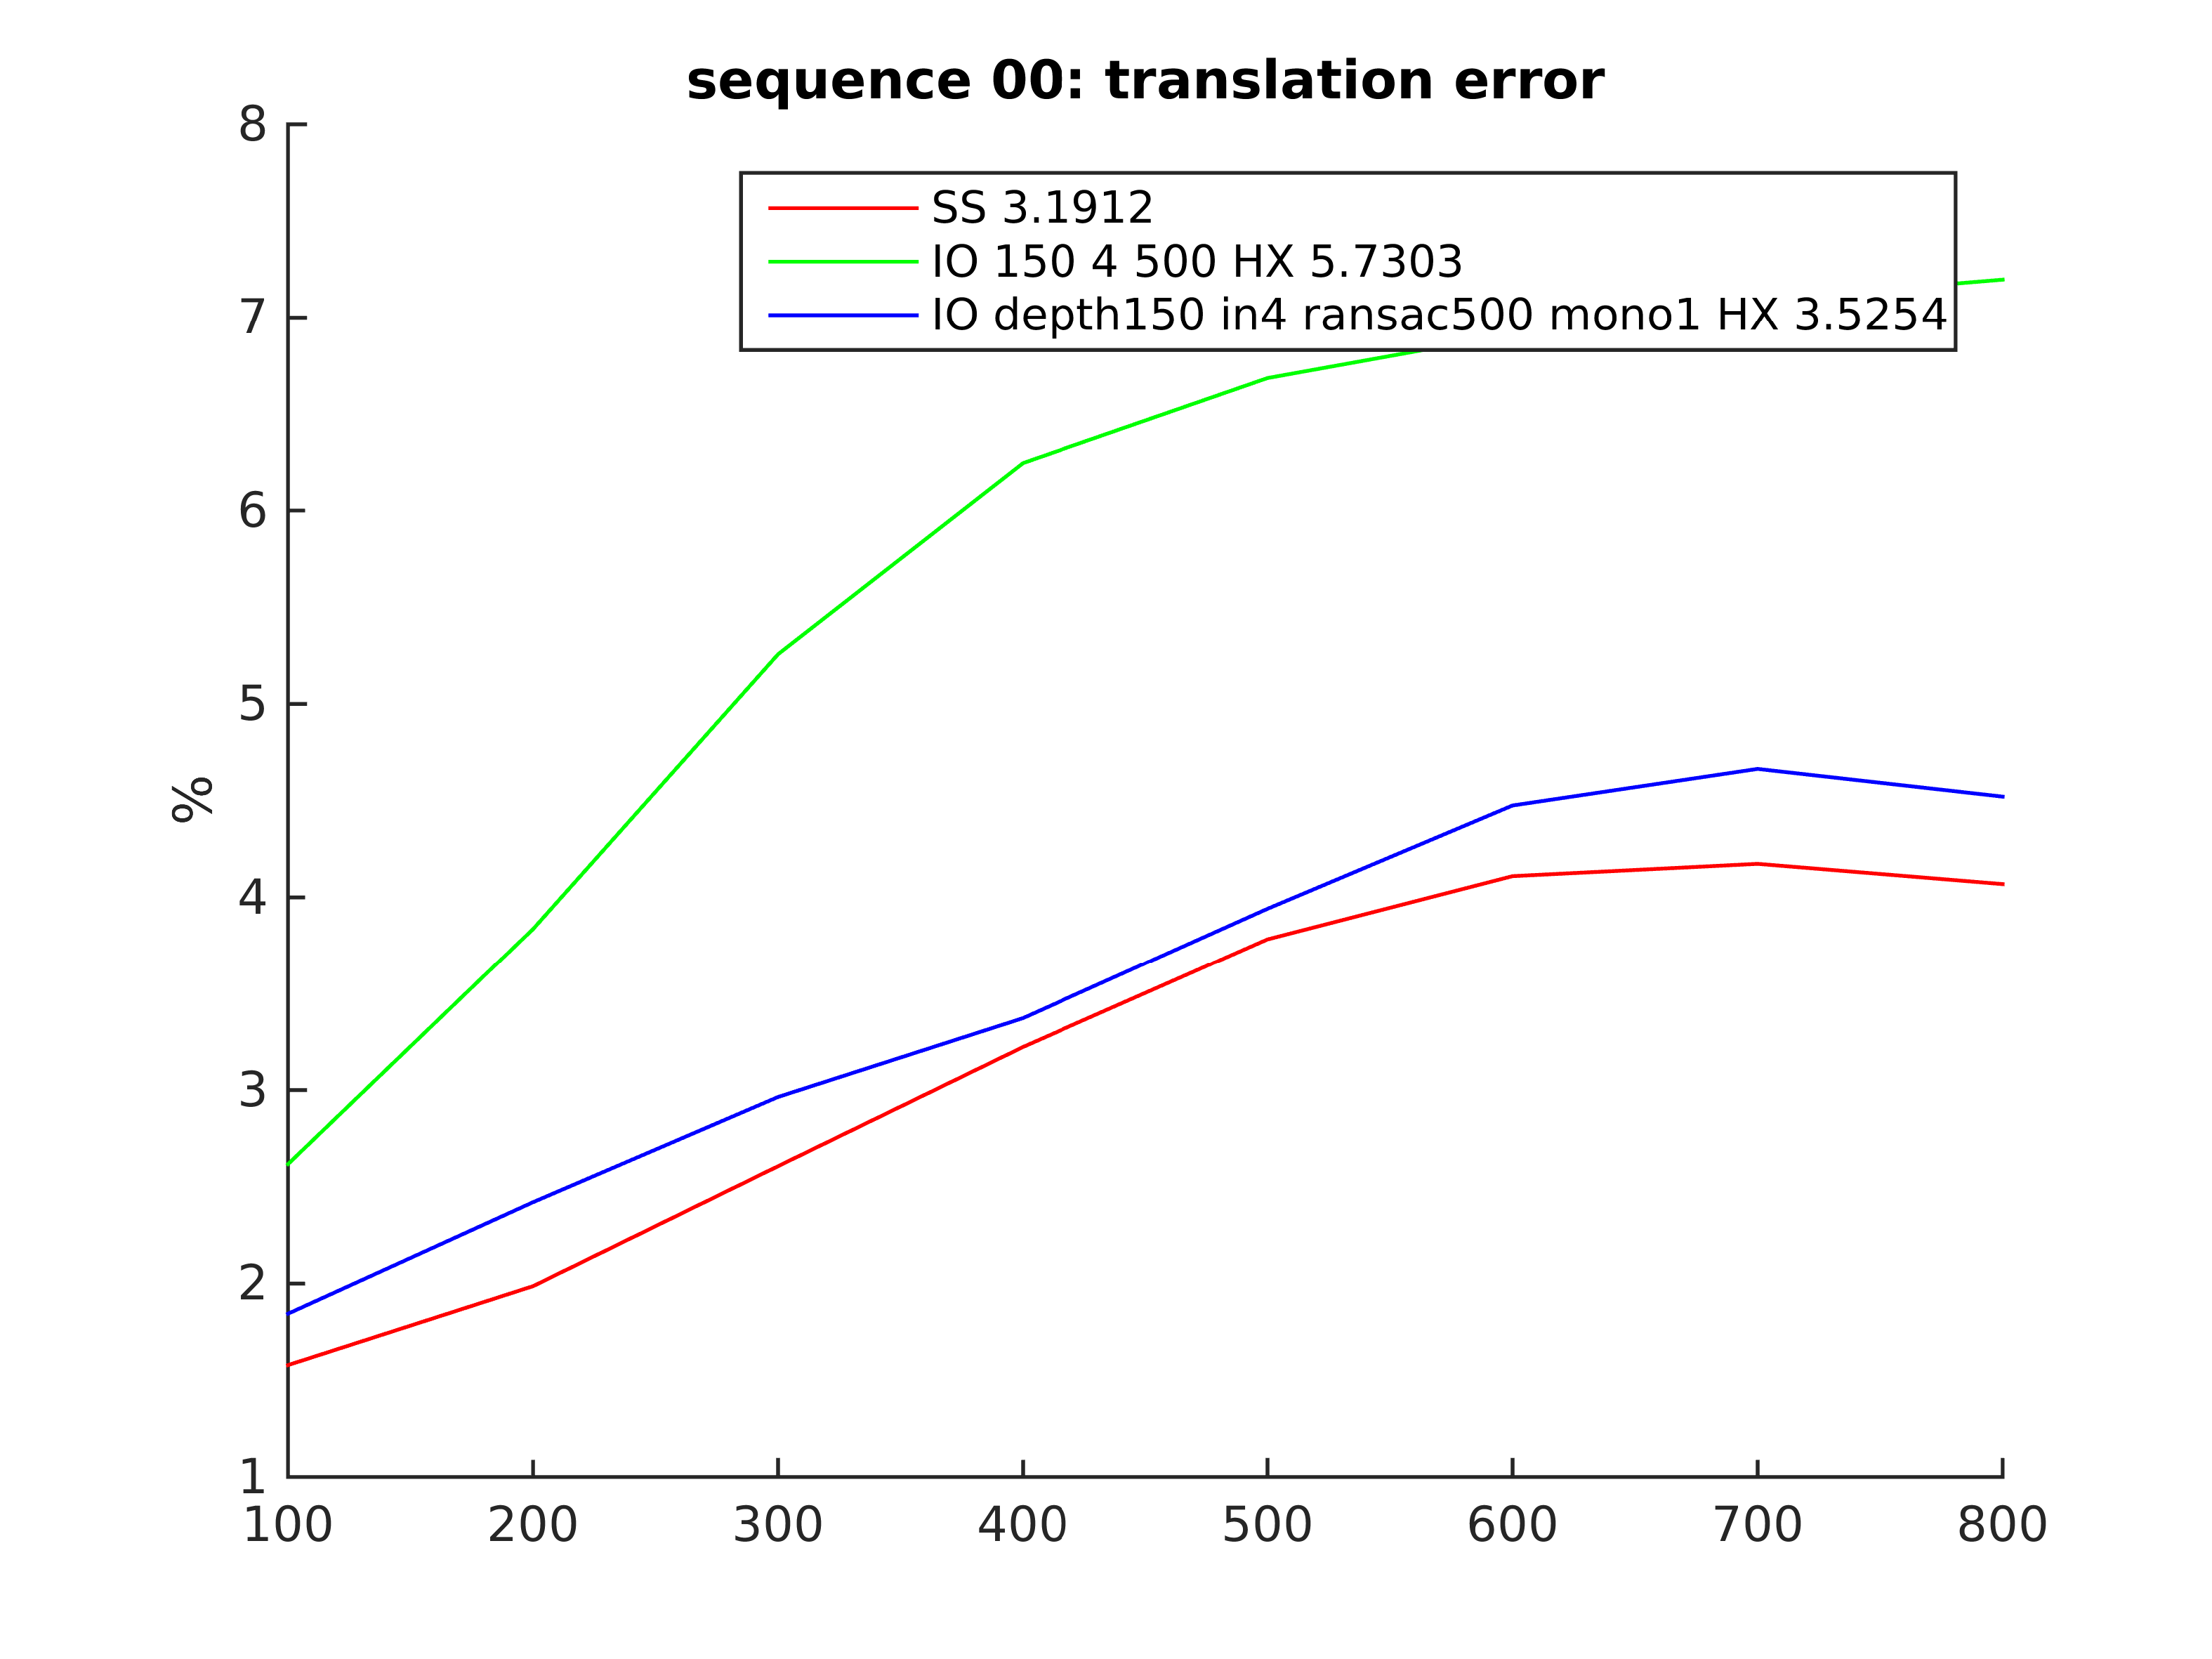 sequence 00: translation error
8
7
6
5
4
3
2
1
%
SS 3.1912
IO 150 4 500 HX 5.7303
IO depth150 in4 ransac500 mono1 HX 3.5254
100 200 300 400 500 600 700 800